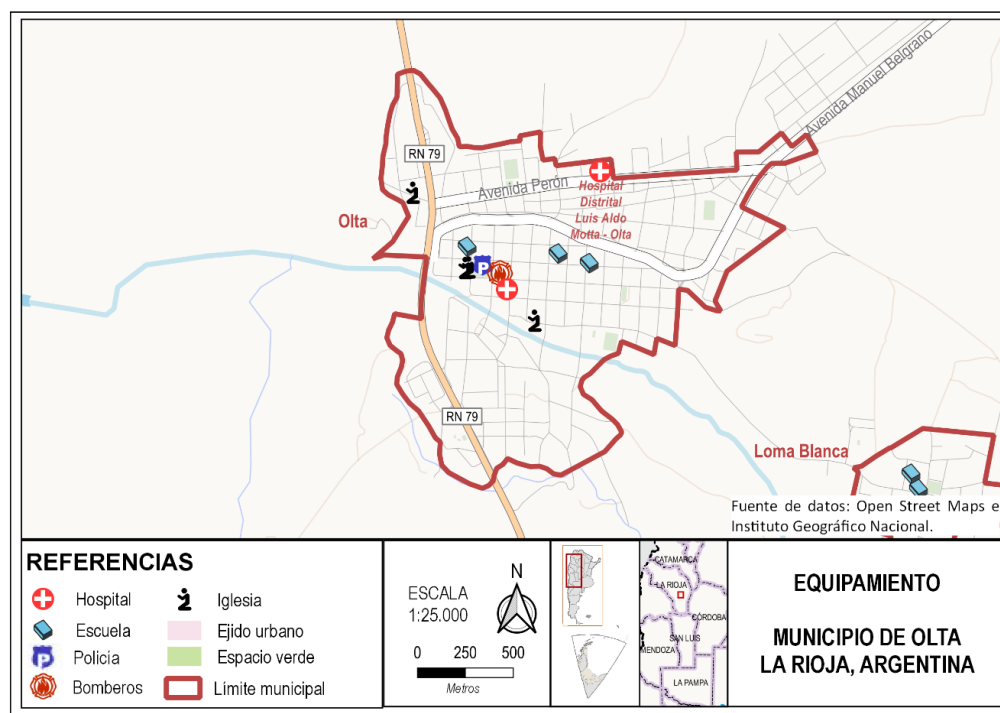 Avenida Manuel Belgrano
RN 79
Avenida Perón
Hospital
Distrital
Luis Aldo
Motta - Olta
Olta
RN 79
Loma Blanca
Fuente de datos: Open Street Maps e
Instituto Geográfico Nacional.
REFERENCIAS
Hospital
Iglesia
Escuela
Ejido urbano
Policia
Espacio verde
Bomberos
Límite municipal
ESCALA
1:25.000
N
0 250 500
Metros
CATAMARCA
LA RIOJA
CÓRDOBA
SAN LUIS
MENDOZA
LA PAMPA
EQUIPAMIENTO
MUNICIPIO DE OLTA
LA RIOJA, ARGENTINA